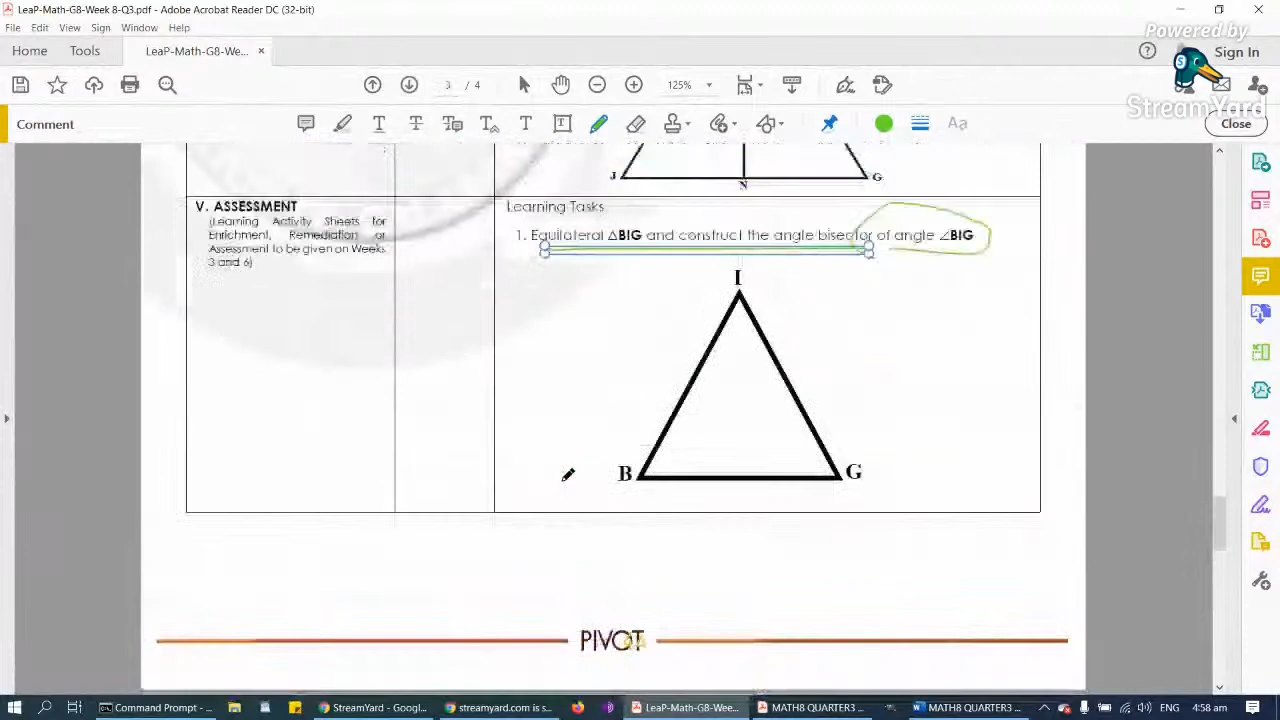 LeaP-Math-G8-Week 8-Q3.pdf - Adobe Acrobat Reader DC (32-bit)
Powered by
File Edit View Sign Window Help
Home Tools LeaP-Math-G8-We... × Sign In
3 / 4 125%
StreamYard
Comment Close
J N G
V. ASSESSMENT
(Learning Activity Sheets for
Enrichment, Remediation or
Assessment to be given on Weeks
3 and 6)
Learning Tasks
1. Equilateral △BIG and construct the angle bisector of angle ∠BIG
I
B G
PIVOT
Command Prompt - ... StreamYard - Googl... streamyard.com is s... LeaP-Math-G8-Wee... MATH8 QUARTER3 ... MATH8 QUARTER3 ... 4:58 am